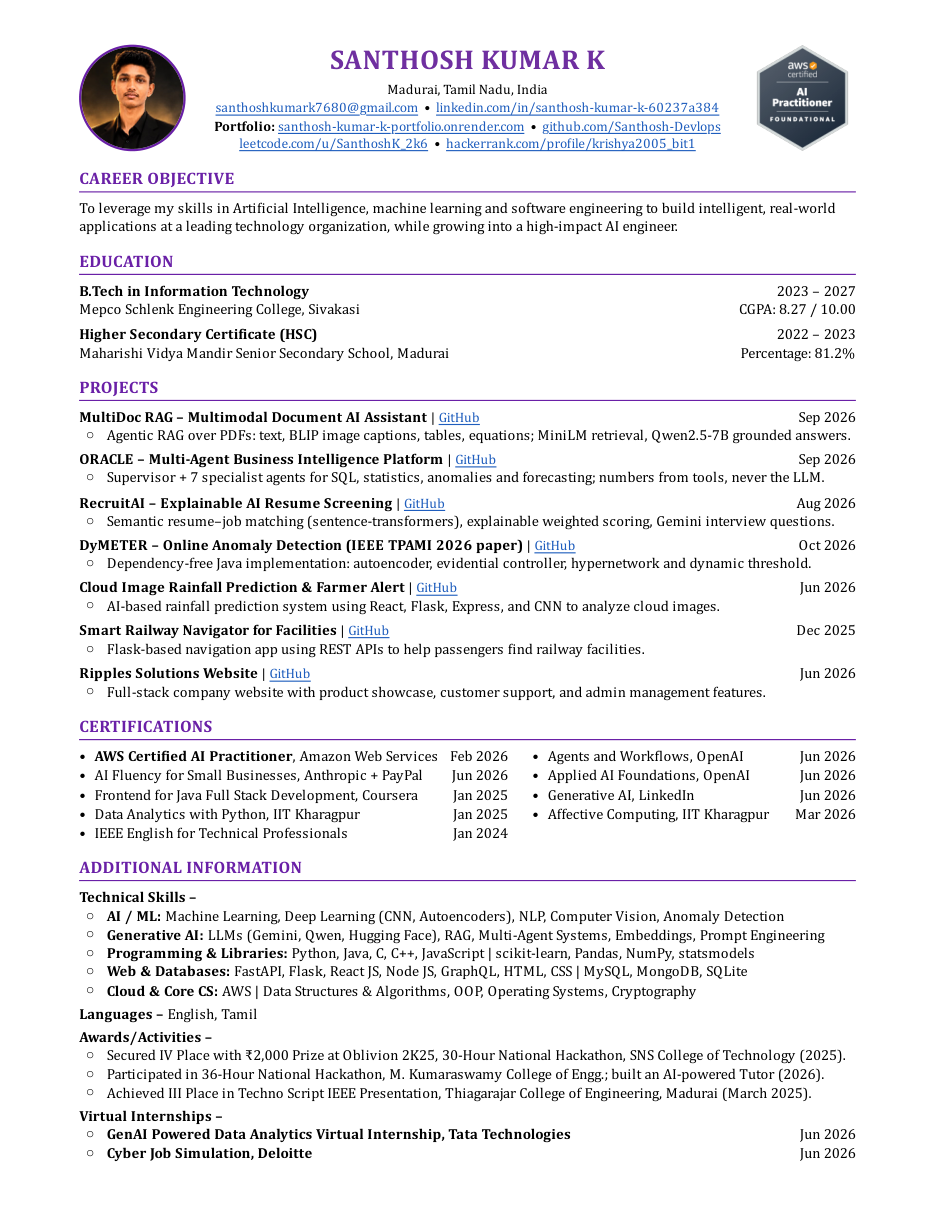 SANTHOSH KUMAR K
Madurai, Tamil Nadu, India
santhoshkumark7680@gmail.com • linkedin.com/in/santhosh-kumar-k-60237a384
Portfolio: santhosh-kumar-k-portfolio.onrender.com • github.com/Santhosh-Devlops
leetcode.com/u/SanthoshK_2k6 • hackerrank.com/profile/krishya2005_bit1
aws
certified
AI
Practitioner
FOUNDATIONAL
CAREER OBJECTIVE
To leverage my skills in Artificial Intelligence, machine learning and software engineering to build intelligent, real-world
applications at a leading technology organization, while growing into a high-impact AI engineer.
EDUCATION
B.Tech in Information Technology 2023 – 2027
Mepco Schlenk Engineering College, Sivakasi CGPA: 8.27 / 10.00
Higher Secondary Certificate (HSC) 2022 – 2023
Maharishi Vidya Mandir Senior Secondary School, Madurai Percentage: 81.2%
PROJECTS
MultiDoc RAG – Multimodal Document AI Assistant | GitHub Sep 2026
○ Agentic RAG over PDFs: text, BLIP image captions, tables, equations; MiniLM retrieval, Qwen2.5-7B grounded answers.
ORACLE – Multi-Agent Business Intelligence Platform | GitHub Sep 2026
○ Supervisor + 7 specialist agents for SQL, statistics, anomalies and forecasting; numbers from tools, never the LLM.
RecruitAI – Explainable AI Resume Screening | GitHub Aug 2026
○ Semantic resume–job matching (sentence-transformers), explainable weighted scoring, Gemini interview questions.
DyMETER – Online Anomaly Detection (IEEE TPAMI 2026 paper) | GitHub Oct 2026
○ Dependency-free Java implementation: autoencoder, evidential controller, hypernetwork and dynamic threshold.
Cloud Image Rainfall Prediction & Farmer Alert | GitHub Jun 2026
○ AI-based rainfall prediction system using React, Flask, Express, and CNN to analyze cloud images.
Smart Railway Navigator for Facilities | GitHub Dec 2025
○ Flask-based navigation app using REST APIs to help passengers find railway facilities.
Ripples Solutions Website | GitHub Jun 2026
○ Full-stack company website with product showcase, customer support, and admin management features.
CERTIFICATIONS
• AWS Certified AI Practitioner, Amazon Web Services Feb 2026
• AI Fluency for Small Businesses, Anthropic + PayPal Jun 2026
• Frontend for Java Full Stack Development, Coursera Jan 2025
• Data Analytics with Python, IIT Kharagpur Jan 2025
• IEEE English for Technical Professionals Jan 2024
• Agents and Workflows, OpenAI Jun 2026
• Applied AI Foundations, OpenAI Jun 2026
• Generative AI, LinkedIn Jun 2026
• Affective Computing, IIT Kharagpur Mar 2026
ADDITIONAL INFORMATION
Technical Skills –
○ AI / ML: Machine Learning, Deep Learning (CNN, Autoencoders), NLP, Computer Vision, Anomaly Detection
○ Generative AI: LLMs (Gemini, Qwen, Hugging Face), RAG, Multi-Agent Systems, Embeddings, Prompt Engineering
○ Programming & Libraries: Python, Java, C, C++, JavaScript | scikit-learn, Pandas, NumPy, statsmodels
○ Web & Databases: FastAPI, Flask, React JS, Node JS, GraphQL, HTML, CSS | MySQL, MongoDB, SQLite
○ Cloud & Core CS: AWS | Data Structures & Algorithms, OOP, Operating Systems, Cryptography
Languages – English, Tamil
Awards/Activities –
○ Secured IV Place with ₹2,000 Prize at Oblivion 2K25, 30-Hour National Hackathon, SNS College of Technology (2025).
○ Participated in 36-Hour National Hackathon, M. Kumaraswamy College of Engg.; built an AI-powered Tutor (2026).
○ Achieved III Place in Techno Script IEEE Presentation, Thiagarajar College of Engineering, Madurai (March 2025).
Virtual Internships –
○ GenAI Powered Data Analytics Virtual Internship, Tata Technologies Jun 2026
○ Cyber Job Simulation, Deloitte Jun 2026